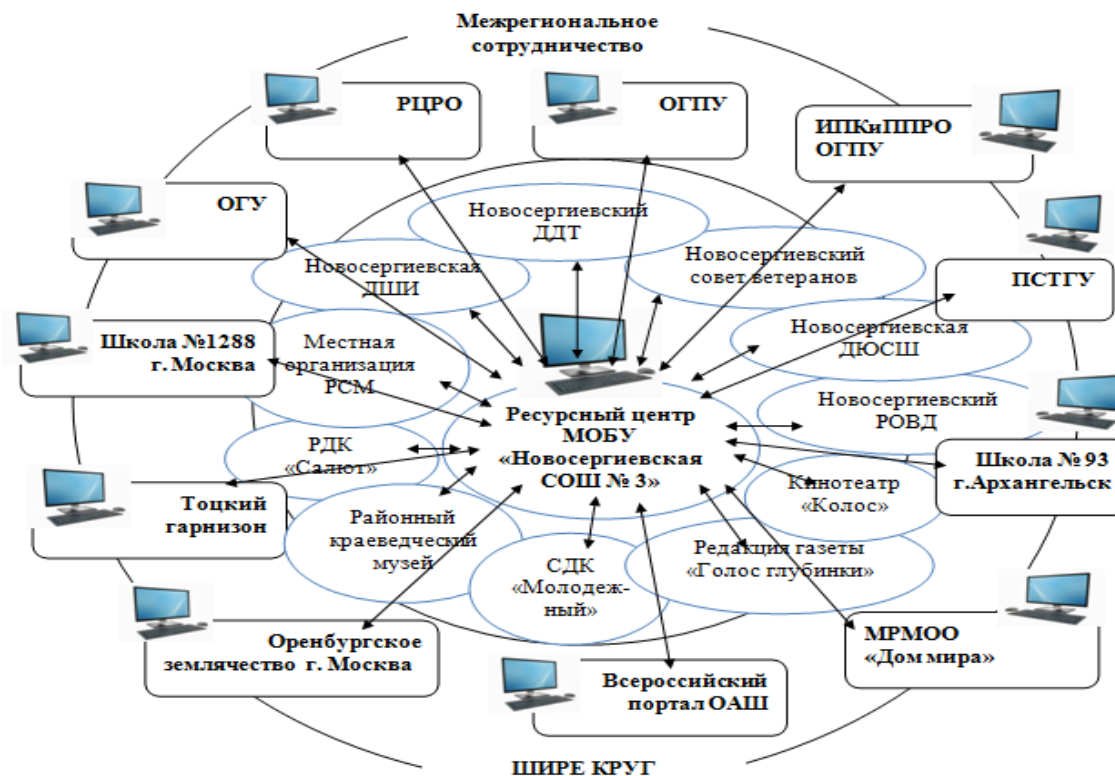 Межрегиональное
сотрудничество
РЦРО
ОГПУ
ИПКиППРО
ОГПУ
ОГУ
Новосергиевский
ДДТ
Новосергиевская
ДШИ
Новосергиевский
совет ветеранов
ПСТГУ
Школа №1288
г. Москва
Местная
организация
РСМ
Новосергиевская
ДЮСШ
Новосергиевский
РОВД
Ресурсный центр
МОБУ
«Новосергиевская
СОШ № 3»
РДК
«Салют»
Школа № 93
г.Архангельск
Кинотеатр
«Колос»
Тоцкий
гарнизон
Районный
краеведческий
музей
СДК
«Молодеж-
ный»
Редакция газеты
«Голос глубинки»
Оренбургское
землячество г. Москва
МРМОО
«Дом мира»
Всероссийский
портал ОАШ
ШИРЕ КРУГ